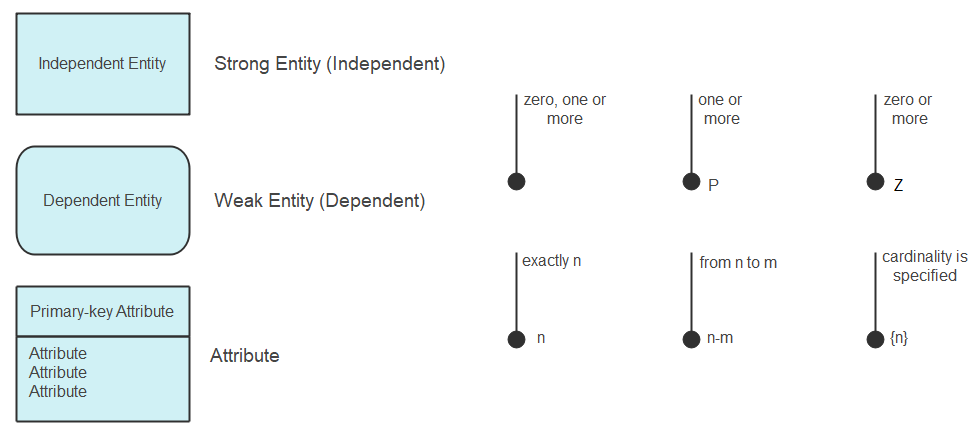 Independent Entity
Strong Entity (Independent)
Dependent Entity
Weak Entity (Dependent)
Primary-key Attribute
Attribute
Attribute
Attribute
Attribute
zero, one or
more
one or
more
P
zero or
more
Z
exactly n
n
from n to m
n-m
cardinality is
specified
{n}